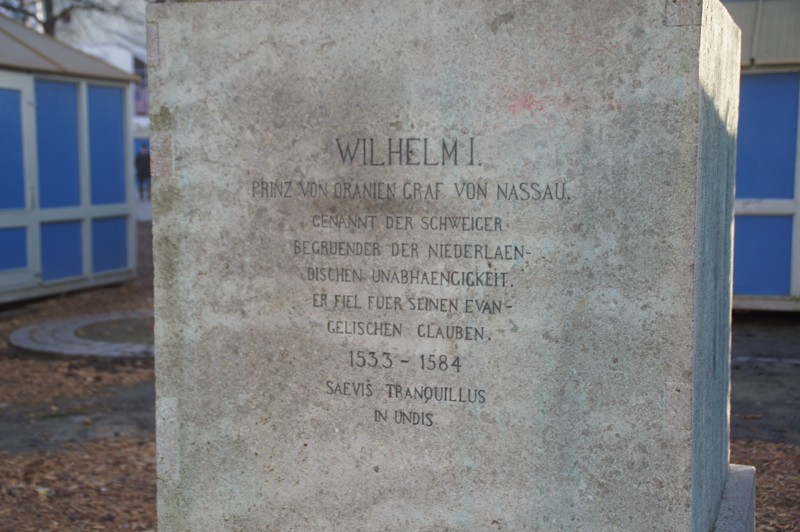 WILHELM I.
PRINZ VON ORANIEN GRAF VON NASSAU.
GENANNT DER SCHWEIGER
BEGRUENDER DER NIEDERLAEN-
DISCHEN UNABHAENGIGKEIT.
ER FIEL FUER SEINEN EVAN-
GELISCHEN GLAUBEN.
1533 - 1584
SAEVIS TRANQUILLUS
IN UNDIS